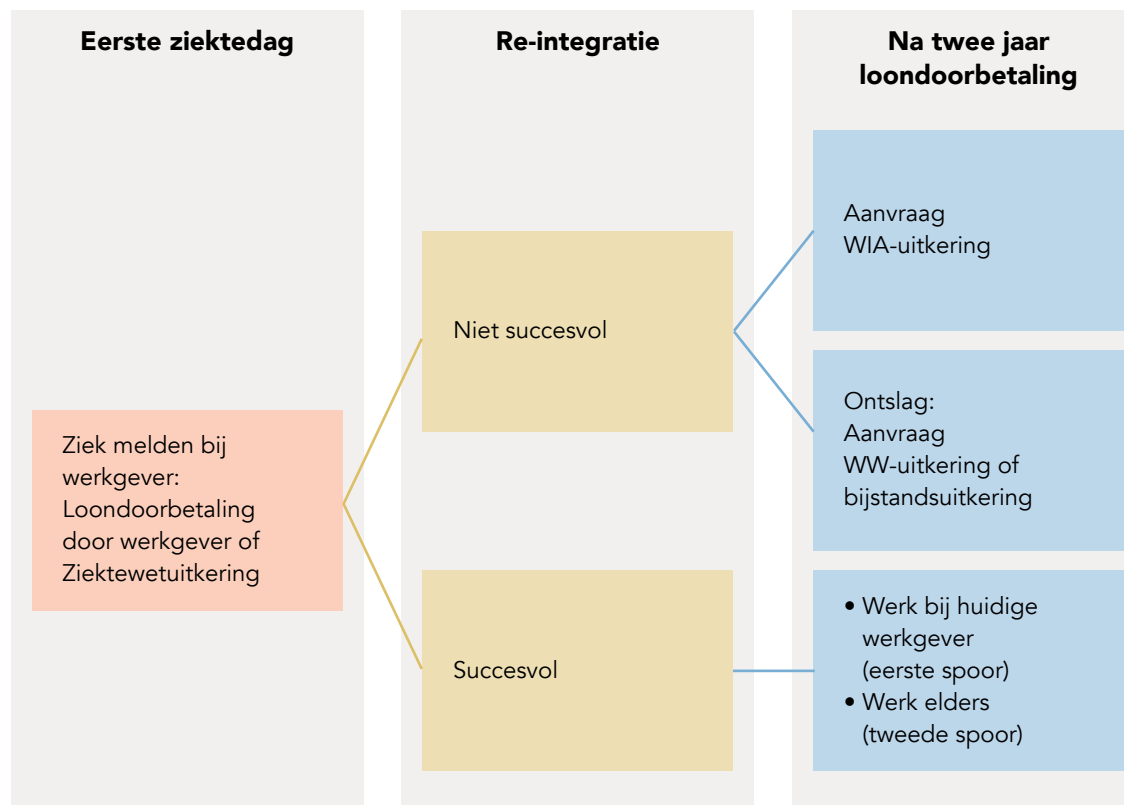 Eerste ziektedag
Re-integratie
Na twee jaar
loondoorbetaling
Ziek melden bij
werkgever:
Loondoorbetaling
door werkgever of
Ziektewetuitkering
Niet succesvol
Succesvol
Aanvraag
WIA-uitkering
Ontslag:
Aanvraag
WW-uitkering of
bijstandsuitkering
• Werk bij huidige
werkgever
(eerste spoor)
• Werk elders
(tweede spoor)